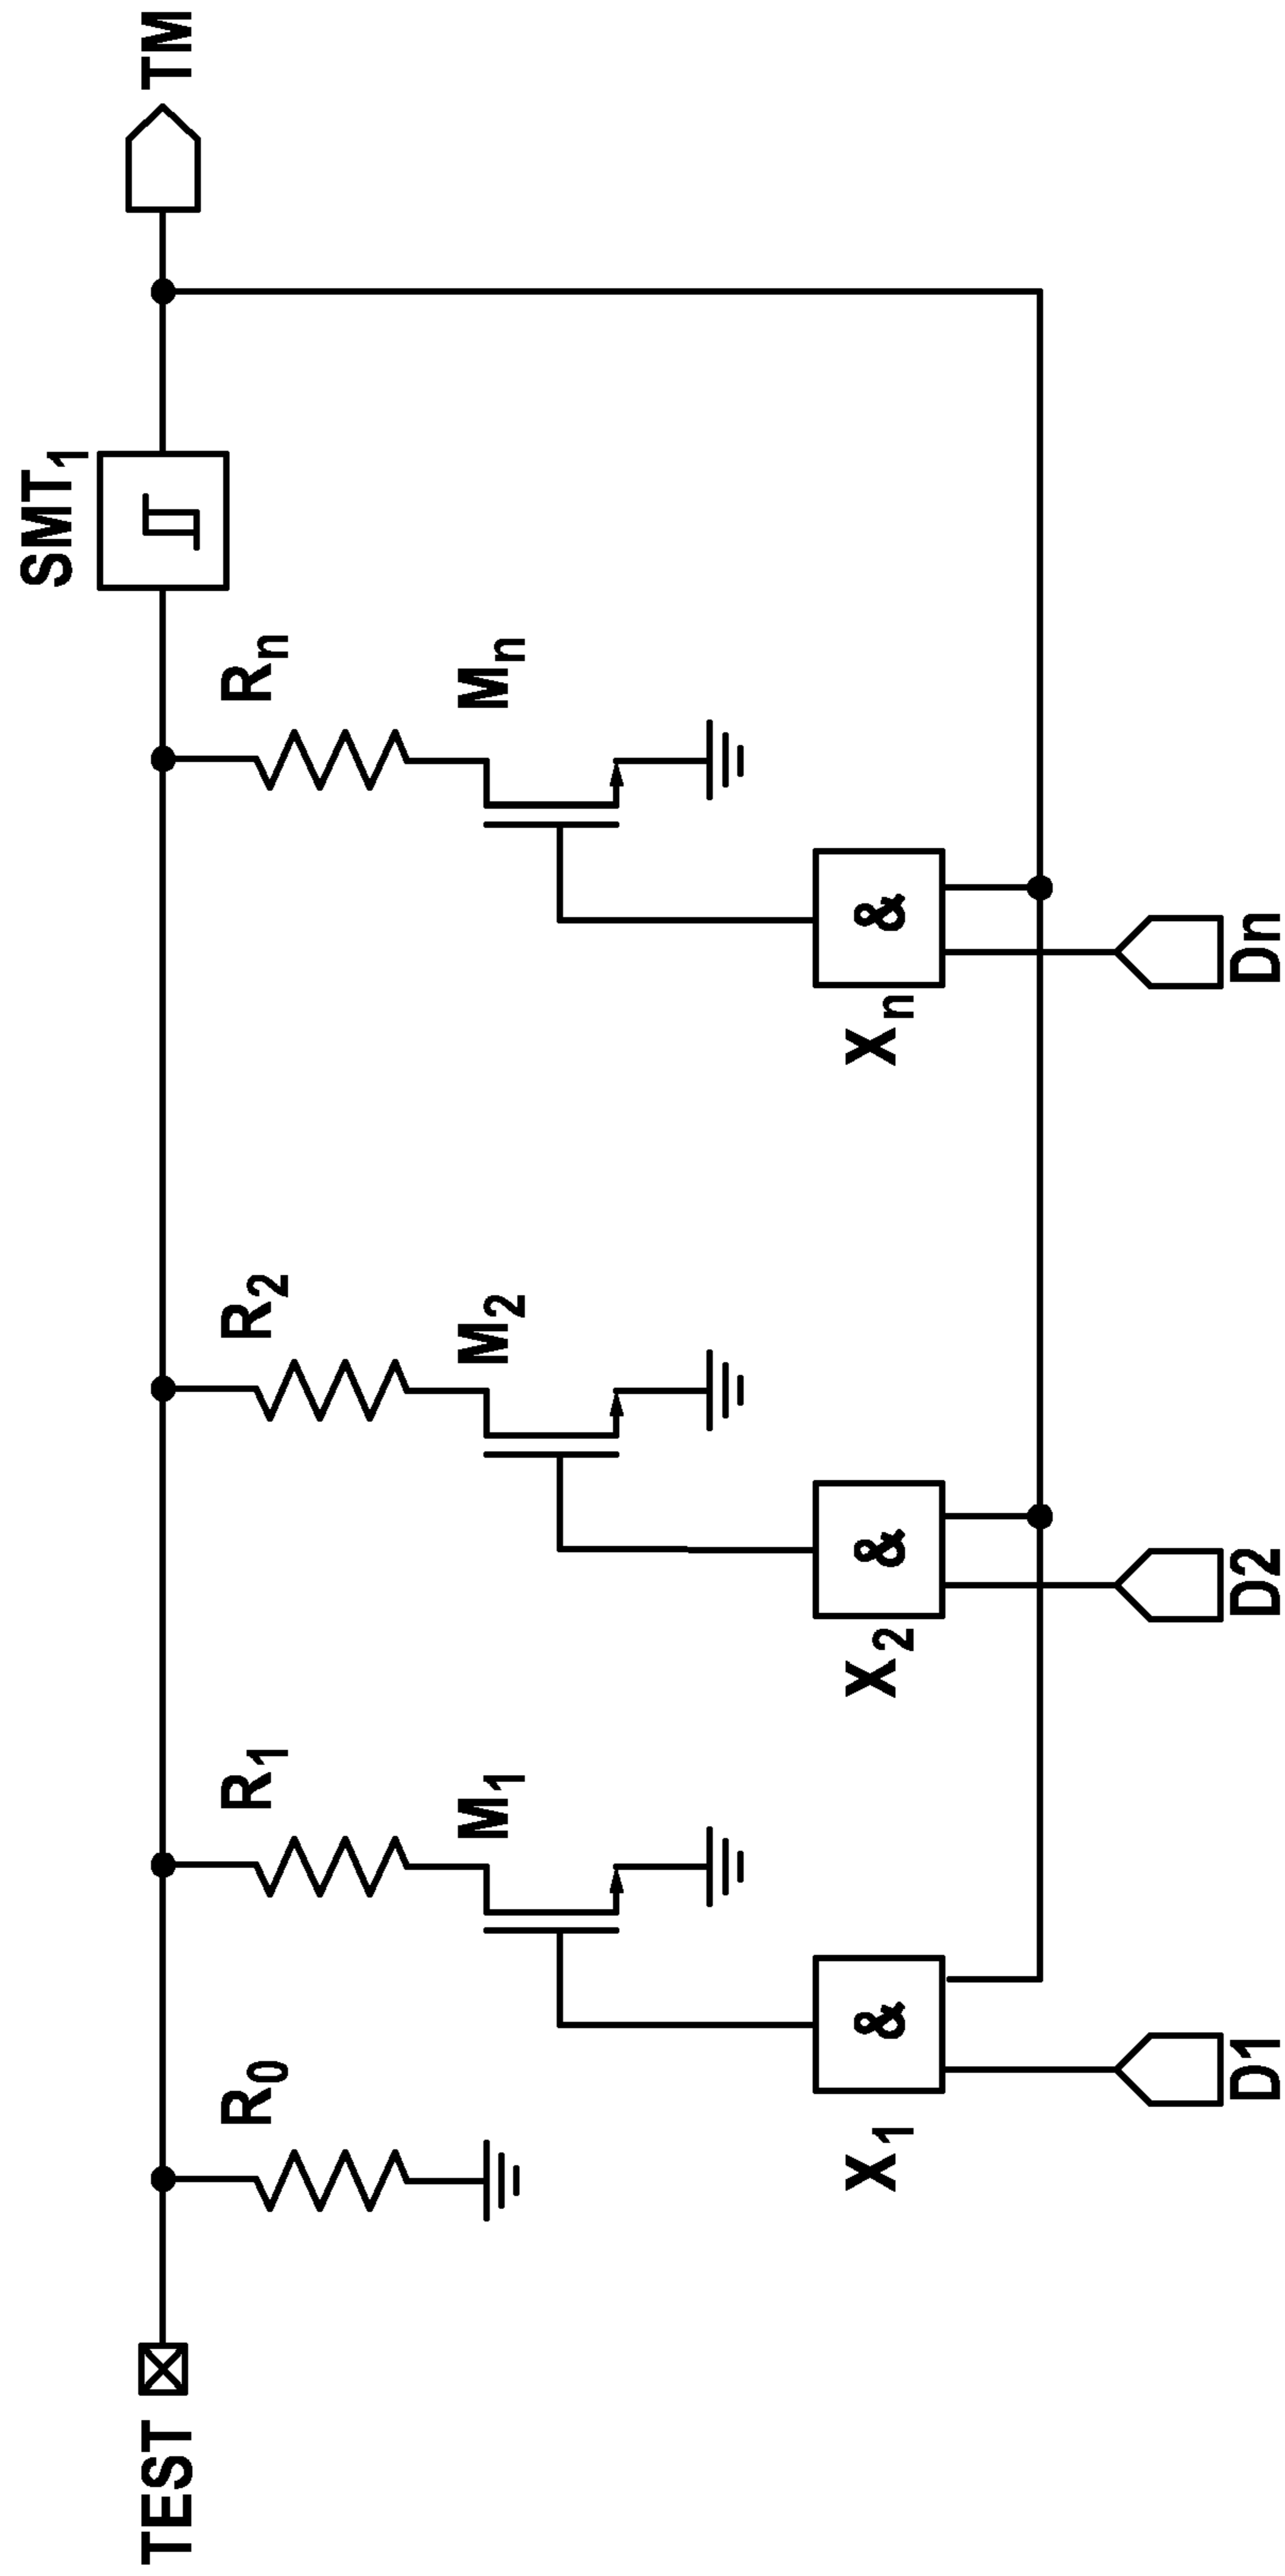 SMT₁
TEST
TM
R₀
R₁
R₂
Rₙ
M₁
M₂
Mₙ
X₁
&
X₂
&
Xₙ
&
D1
D2
Dn